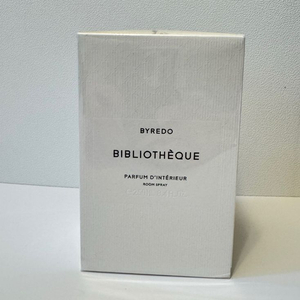 BYREDO
BIBLIOTHÈQUE
PARFUM D'INTÉRIEUR
ROOM SPRAY